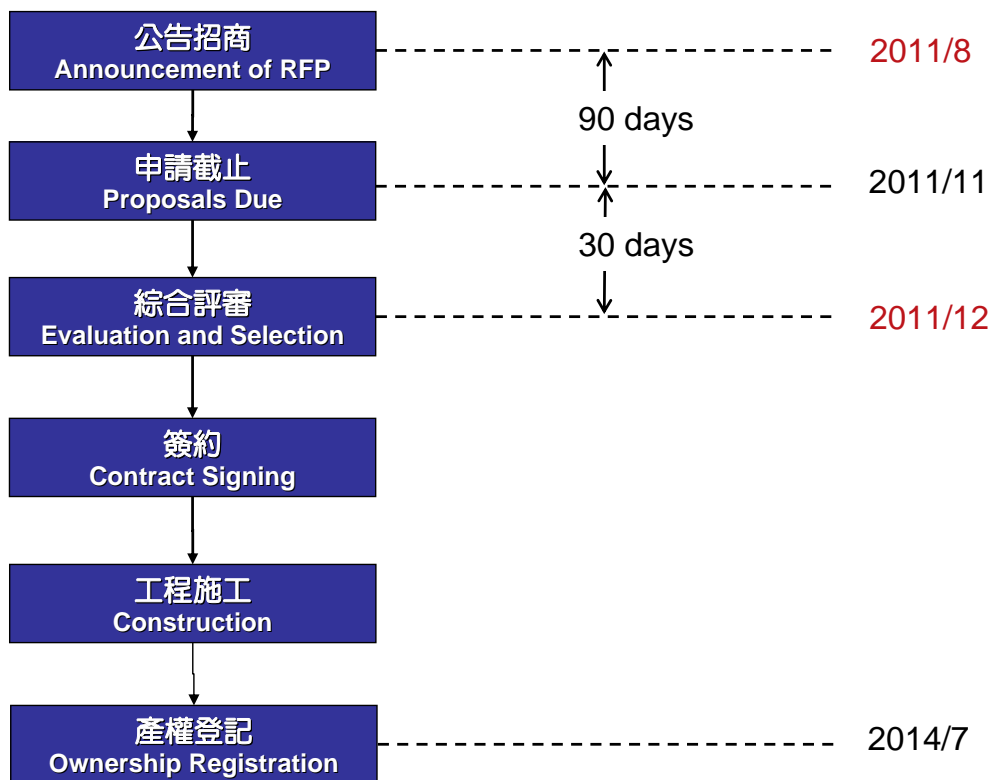 公告招商
Announcement of RFP
2011/8
90 days
申請截止
Proposals Due
2011/11
30 days
綜合評審
Evaluation and Selection
2011/12
簽約
Contract Signing
工程施工
Construction
產權登記
Ownership Registration
2014/7